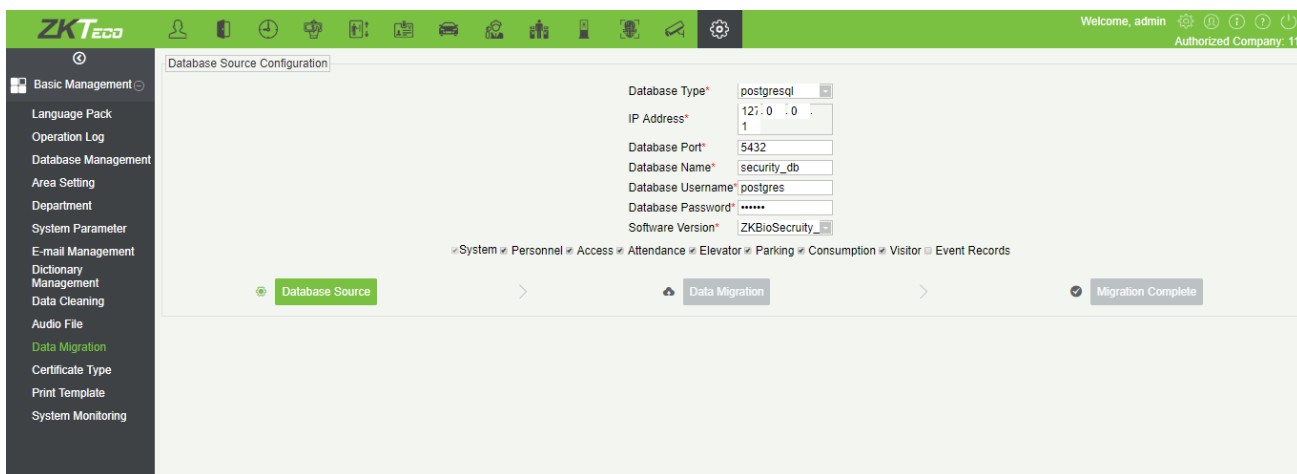 ZKTeco
Welcome, admin
Authorized Company: 11
Basic Management
Language Pack
Operation Log
Database Management
Area Setting
Department
System Parameter
E-mail Management
Dictionary
Management
Data Cleaning
Audio File
Data Migration
Certificate Type
Print Template
System Monitoring
Database Source Configuration
Database Type* postgresql
IP Address* 127. 0 . 0 .
1
Database Port* 5432
Database Name* security_db
Database Username* postgres
Database Password* ••••••
Software Version* ZKBioSecruity_
System Personnel Access Attendance Elevator Parking Consumption Visitor Event Records
Database Source > Data Migration > Migration Complete